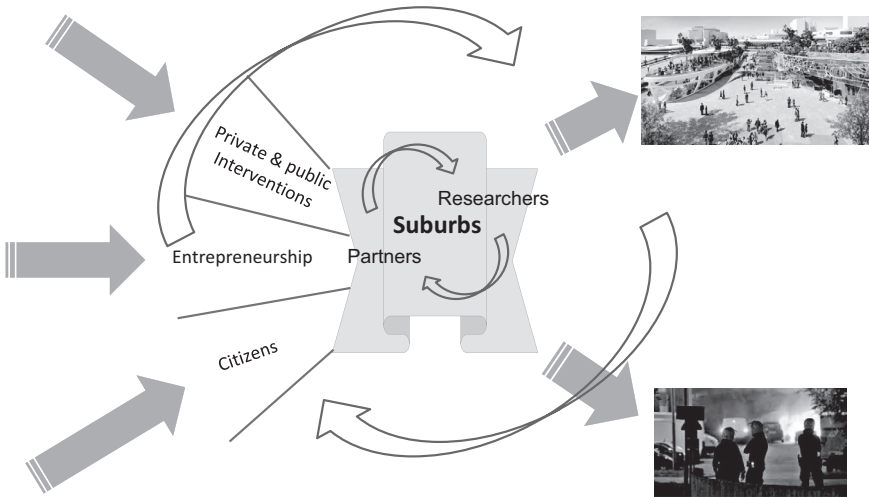 Private & public
Interventions
Researchers
Suburbs
Entrepreneurship
Partners
Citizens